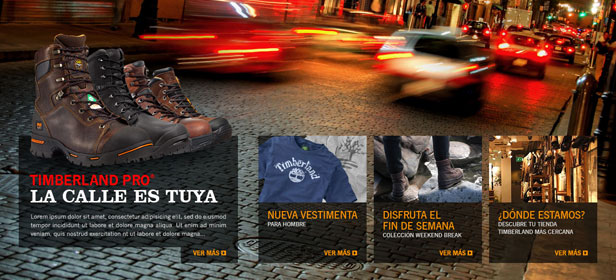 TIMBERLAND PRO®
LA CALLE ES TUYA
Lorem ipsum dolor sit amet, consectetur adipisicing elit, sed do eiusmod
tempor incididunt ut labore et dolore magna aliqua. Ut enim ad minim
veniam, quis nostrud exercitation nt ut labore et dolore magna...
VER MÁS
Timberland
NUEVA VESTIMENTA
PARA HOMBRE
VER MÁS
DISFRUTA EL
FIN DE SEMANA
COLECCIÓN WEEKEND BREAK
VER MÁS
¿DÓNDE ESTAMOS?
DESCUBRE TU TIENDA
TIMBERLAND MAS CERCANA
VER MÁS